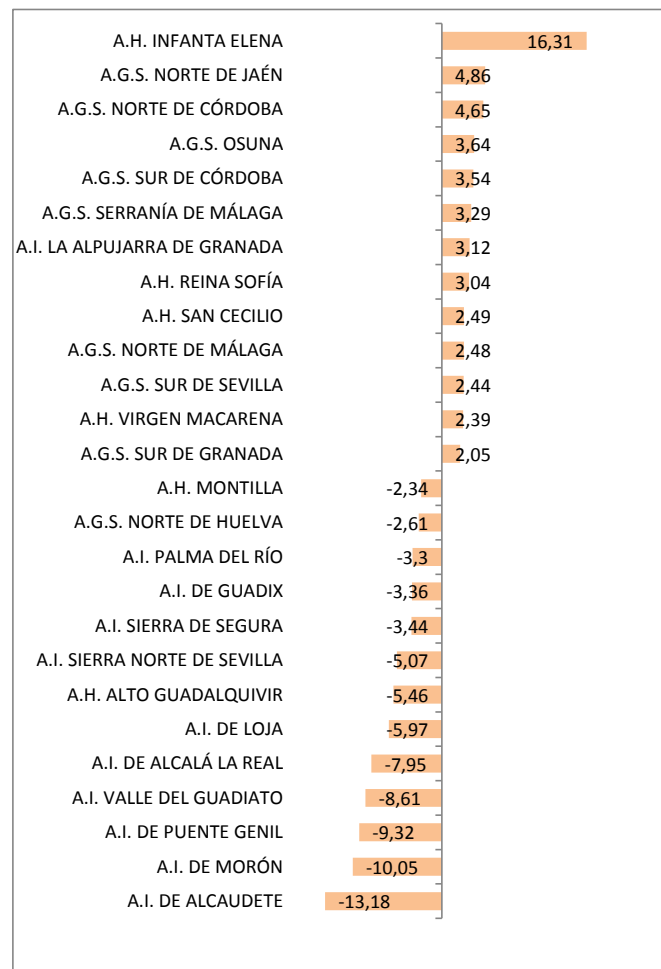 A.H. INFANTA ELENA 16,31
A.G.S. NORTE DE JAÉN 4,86
A.G.S. NORTE DE CÓRDOBA 4,65
A.G.S. OSUNA 3,64
A.G.S. SUR DE CÓRDOBA 3,54
A.G.S. SERRANÍA DE MÁLAGA 3,29
A.I. LA ALPUJARRA DE GRANADA 3,12
A.H. REINA SOFÍA 3,04
A.H. SAN CECILIO 2,49
A.G.S. NORTE DE MÁLAGA 2,48
A.G.S. SUR DE SEVILLA 2,44
A.H. VIRGEN MACARENA 2,39
A.G.S. SUR DE GRANADA 2,05
A.H. MONTILLA -2,34
A.G.S. NORTE DE HUELVA -2,61
A.I. PALMA DEL RÍO -3,3
A.I. DE GUADIX -3,36
A.I. SIERRA DE SEGURA -3,44
A.I. SIERRA NORTE DE SEVILLA -5,07
A.H. ALTO GUADALQUIVIR -5,46
A.I. DE LOJA -5,97
A.I. DE ALCALÁ LA REAL -7,95
A.I. VALLE DEL GUADIATO -8,61
A.I. DE PUENTE GENIL -9,32
A.I. DE MORÓN -10,05
A.I. DE ALCAUDETE -13,18